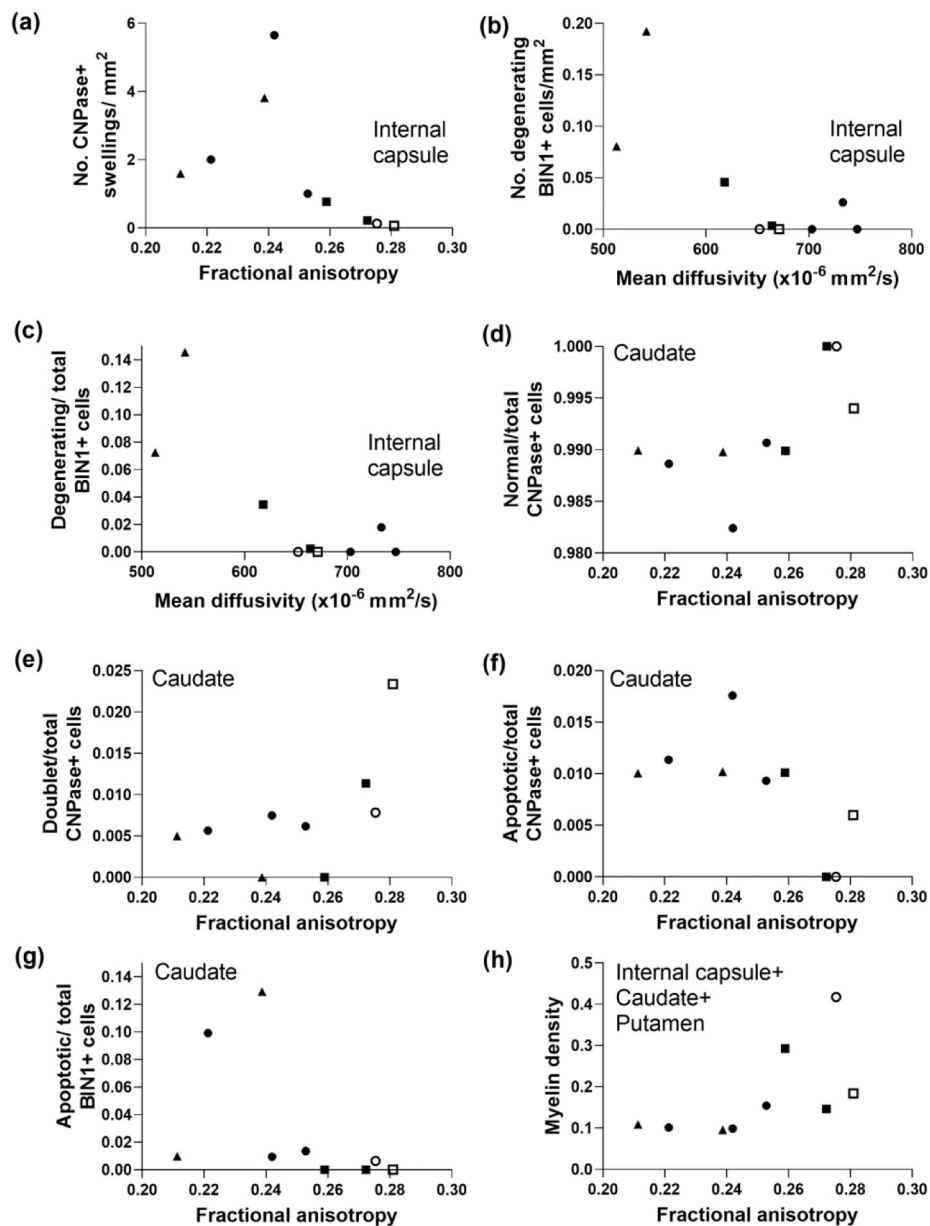 (a)
No. CNPase+
swellings/ mm²
6
4
2
0
0.20 0.22 0.24 0.26 0.28 0.30
Fractional anisotropy
Internal
capsule
(b)
No. degenerating
BIN1+ cells/mm²
0.20
0.15
0.10
0.05
0.00
500 600 700 800
Mean diffusivity (x10⁻⁶ mm²/s)
Internal
capsule
(c)
Degenerating/ total
BIN1+ cells
0.14
0.12
0.10
0.08
0.06
0.04
0.02
0.00
500 600 700 800
Mean diffusivity (x10⁻⁶ mm²/s)
Internal
capsule
(d)
Caudate
Normal/total
CNPase+ cells
1.000
0.995
0.990
0.985
0.980
0.20 0.22 0.24 0.26 0.28 0.30
Fractional anisotropy
(e)
Caudate
Doublet/total
CNPase+ cells
0.025
0.020
0.015
0.010
0.005
0.000
0.20 0.22 0.24 0.26 0.28 0.30
Fractional anisotropy
(f)
Caudate
Apoptotic/total
CNPase+ cells
0.020
0.015
0.010
0.005
0.000
0.20 0.22 0.24 0.26 0.28 0.30
Fractional anisotropy
(g)
Caudate
Apoptotic/ total
BIN1+ cells
0.14
0.12
0.10
0.08
0.06
0.04
0.02
0.00
0.20 0.22 0.24 0.26 0.28 0.30
Fractional anisotropy
(h)
Internal capsule+
Caudate+
Putamen
Myelin density
0.5
0.4
0.3
0.2
0.1
0.0
0.20 0.22 0.24 0.26 0.28 0.30
Fractional anisotropy